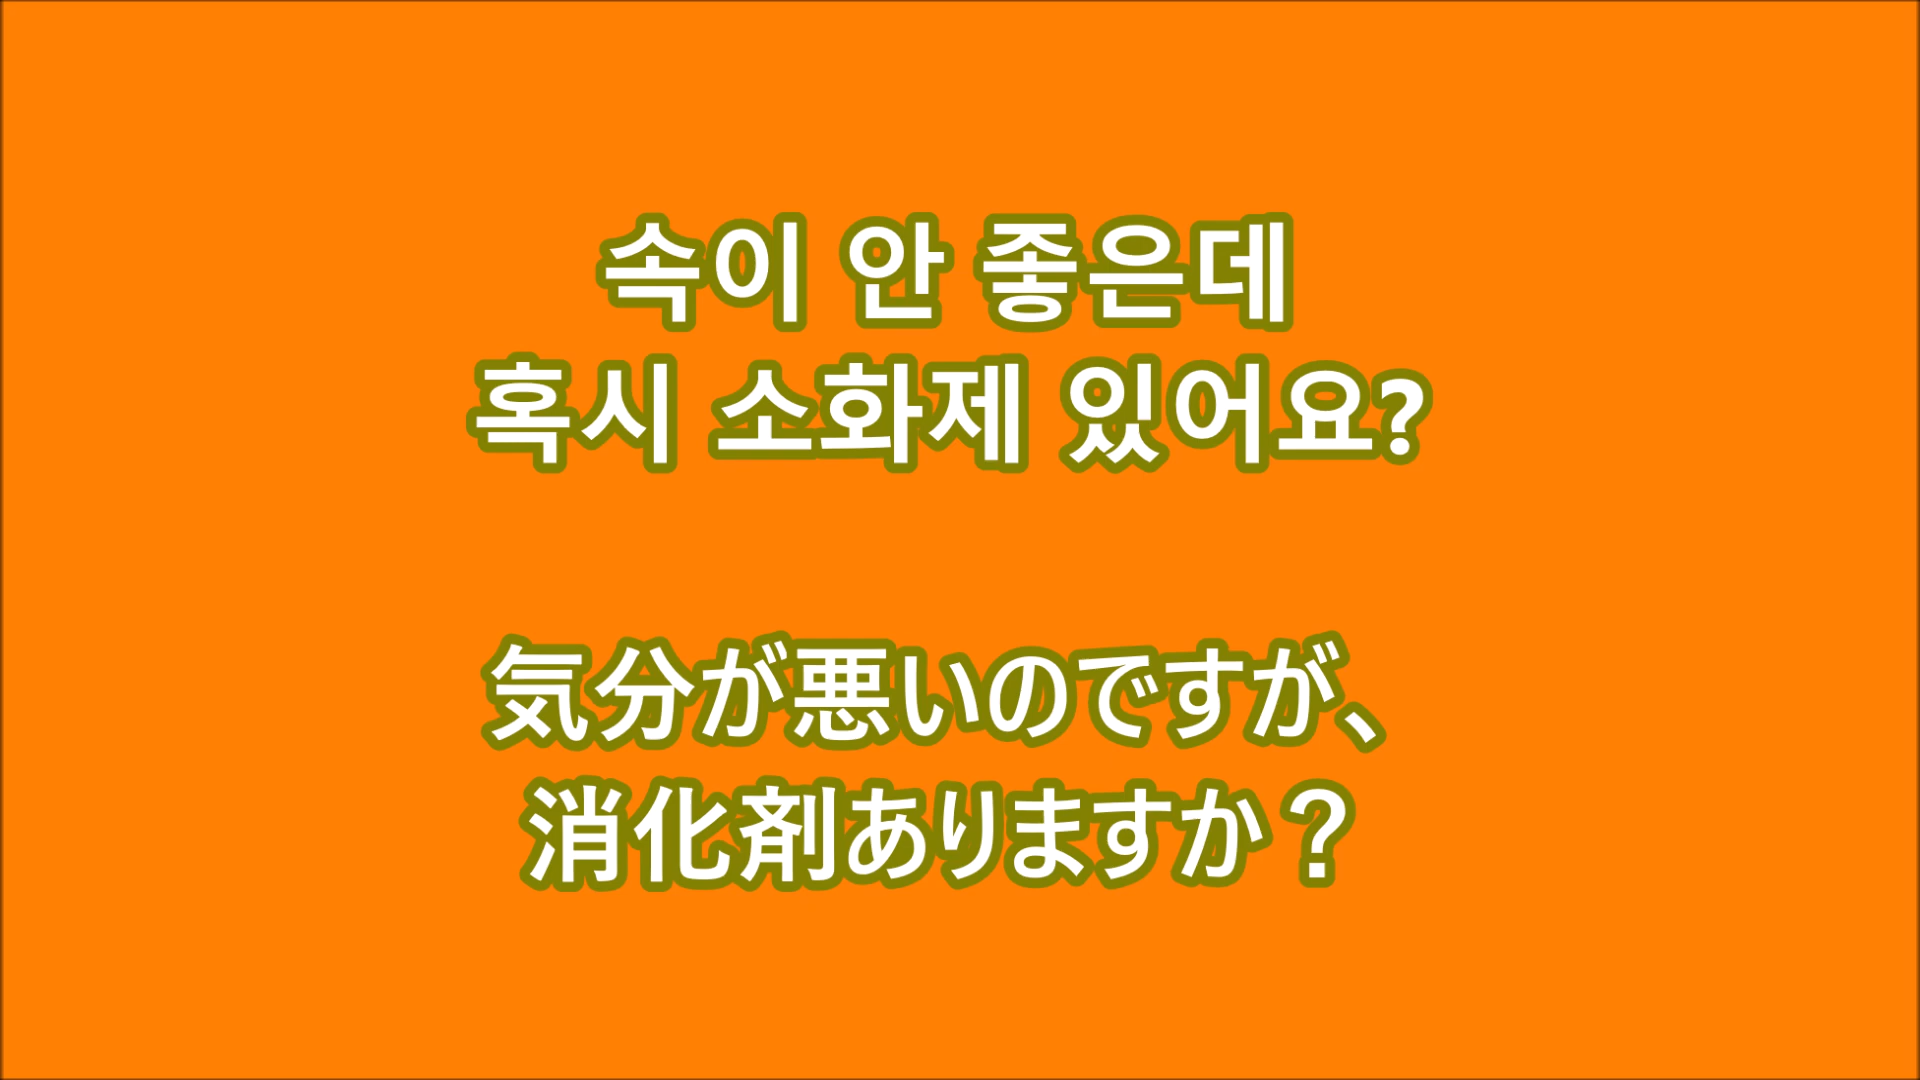 속이 안 좋은데
혹시 소화제 있어요?
気分が悪いのですが、
消化剤ありますか？